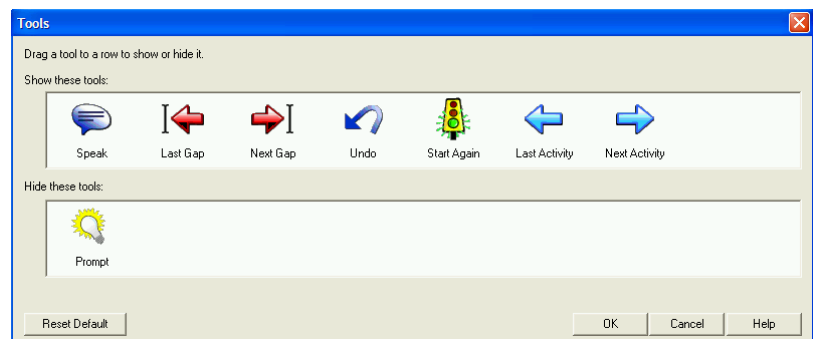 Tools
Drag a tool to a row to show or hide it.
Show these tools:
Speak Last Gap Next Gap Undo Start Again Last Activity Next Activity
Hide these tools:
Prompt
Reset Default OK Cancel Help